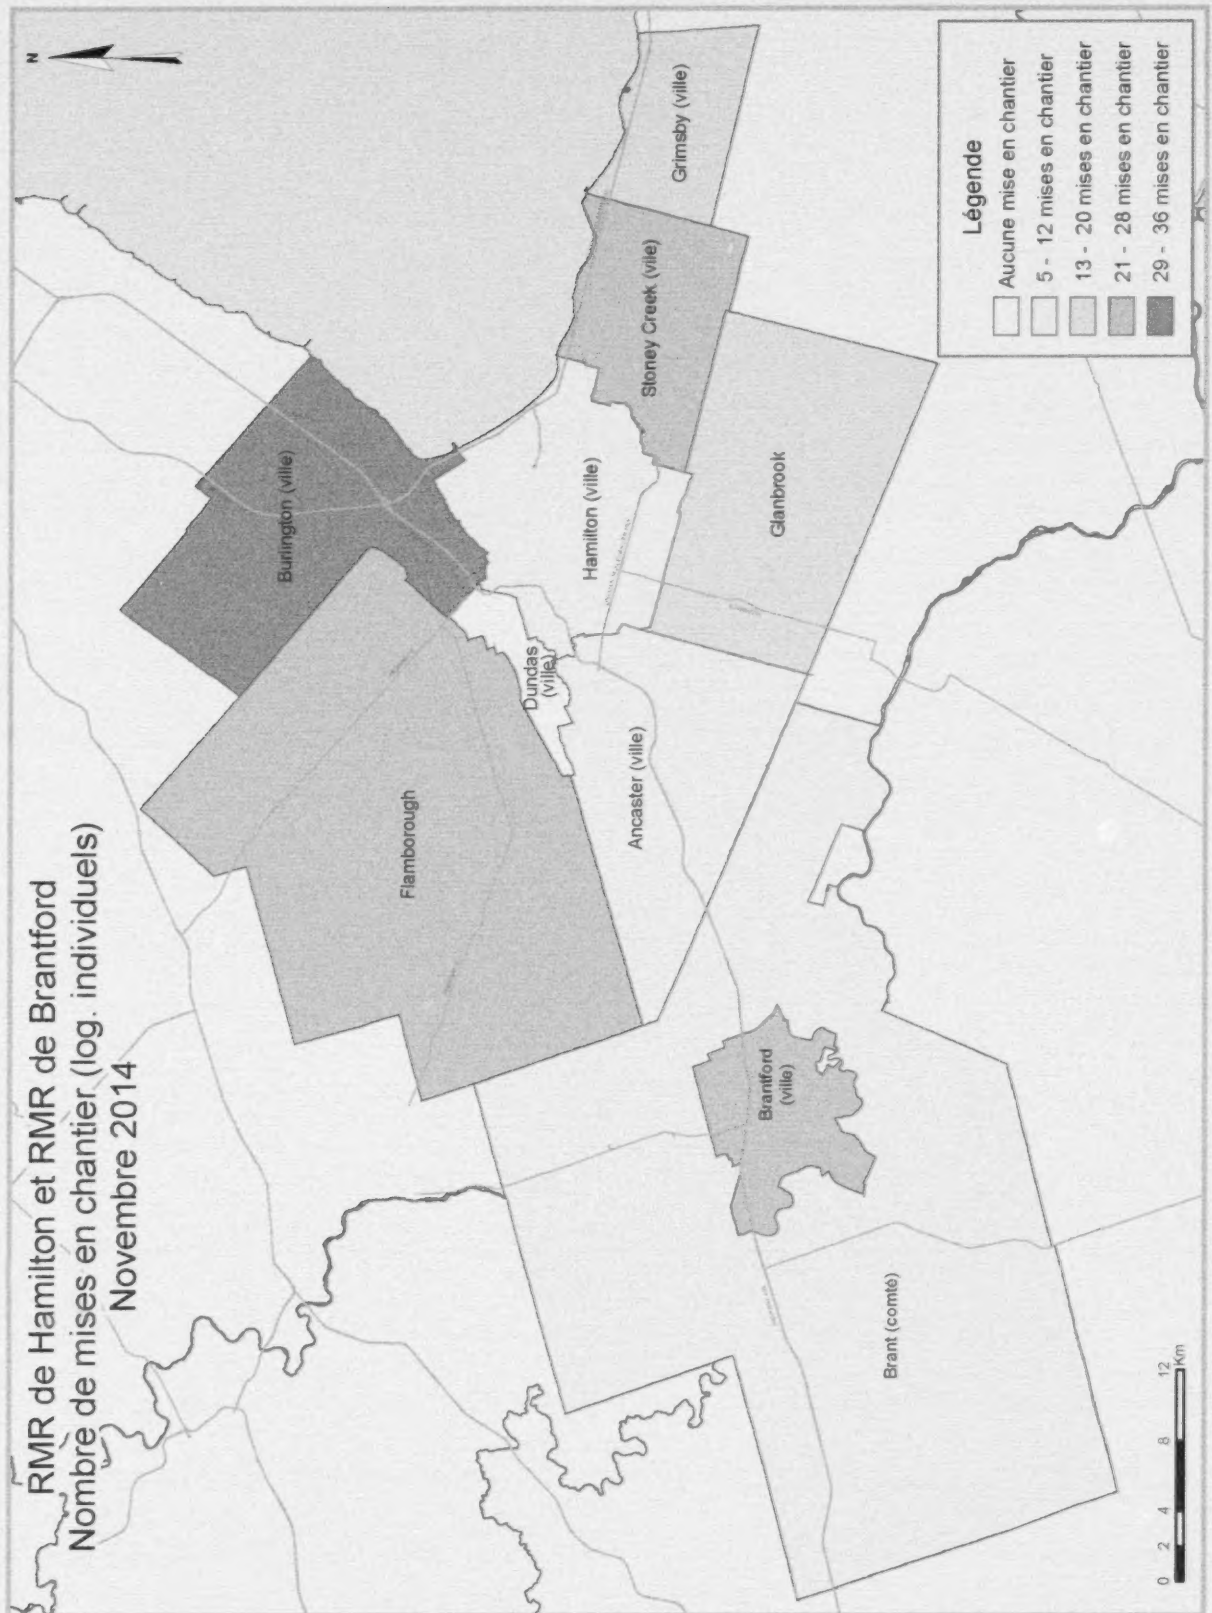 RMR de Hamilton et RMR de Brantford
Nombre de mises en chantier (log. individuels)
Novembre 2014
N
Burlington (ville)
Flamborough
Dundas
(ville)
Hamilton (ville)
Stoney Creek (ville)
Grimsby (ville)
Ancaster (ville)
Glanbrook
Brantford
(ville)
Brant (comté)
Légende
Aucune mise en chantier
5 - 12 mises en chantier
13 - 20 mises en chantier
21 - 28 mises en chantier
29 - 36 mises en chantier
0 2 4 8 12
Km